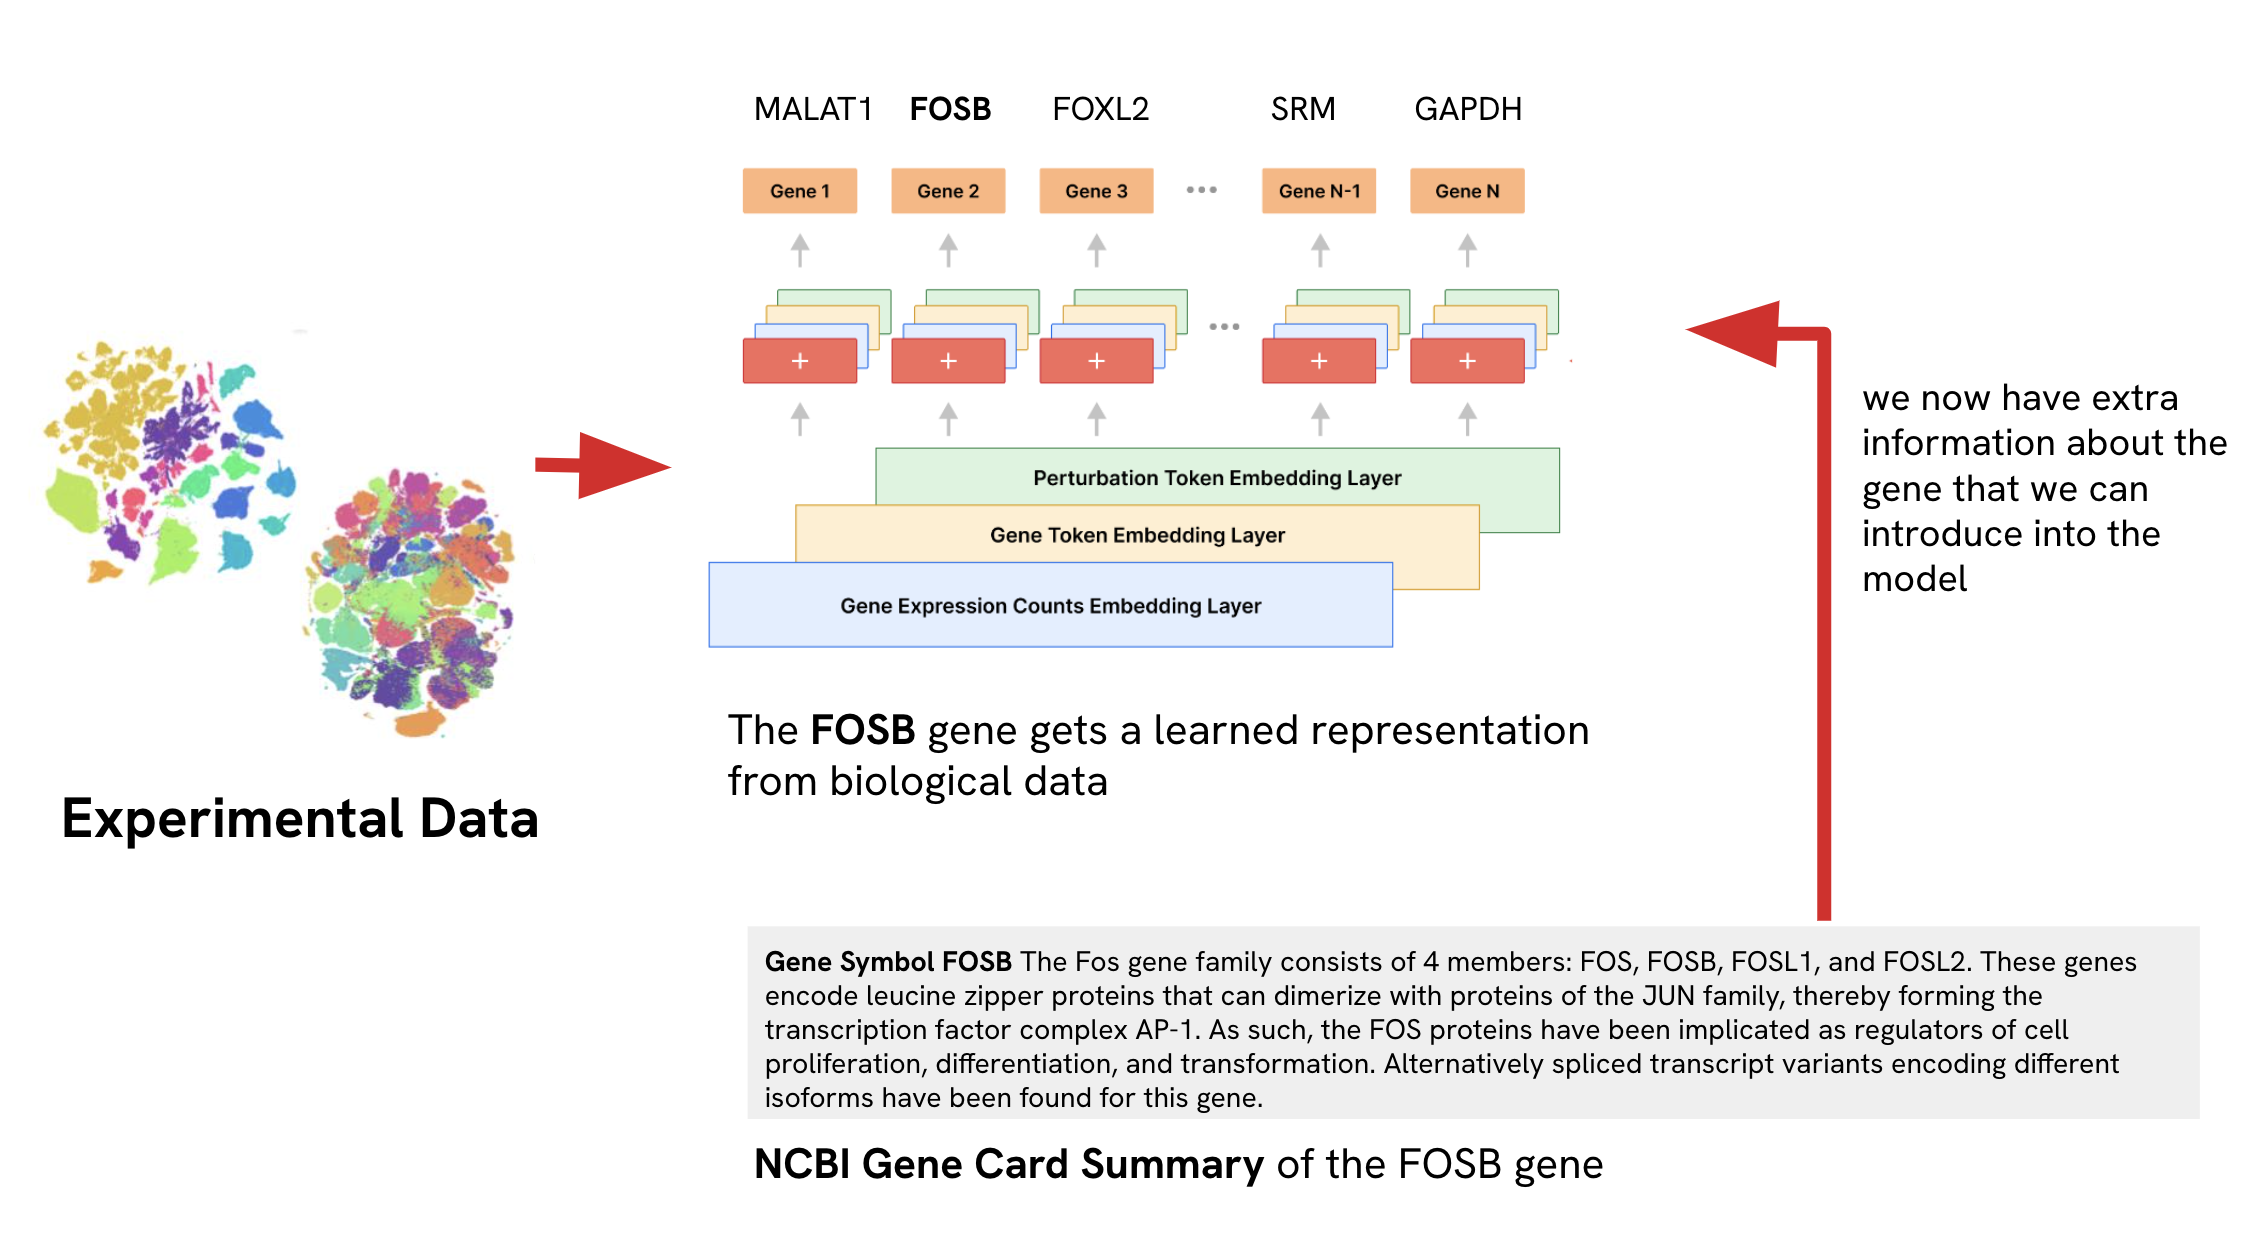 MALAT1 FOSB FOXL2 SRM GAPDH
Gene 1 Gene 2 Gene 3 ••• Gene N-1 Gene N
•••
+ + + + +
Perturbation Token Embedding Layer
Gene Token Embedding Layer
Gene Expression Counts Embedding Layer
we now have extra
information about the
gene that we can
introduce into the
model
The FOSB gene gets a learned representation
from biological data
Experimental Data
Gene Symbol FOSB The Fos gene family consists of 4 members: FOS, FOSB, FOSL1, and FOSL2. These genes
encode leucine zipper proteins that can dimerize with proteins of the JUN family, thereby forming the
transcription factor complex AP-1. As such, the FOS proteins have been implicated as regulators of cell
proliferation, differentiation, and transformation. Alternatively spliced transcript variants encoding different
isoforms have been found for this gene.
NCBI Gene Card Summary of the FOSB gene